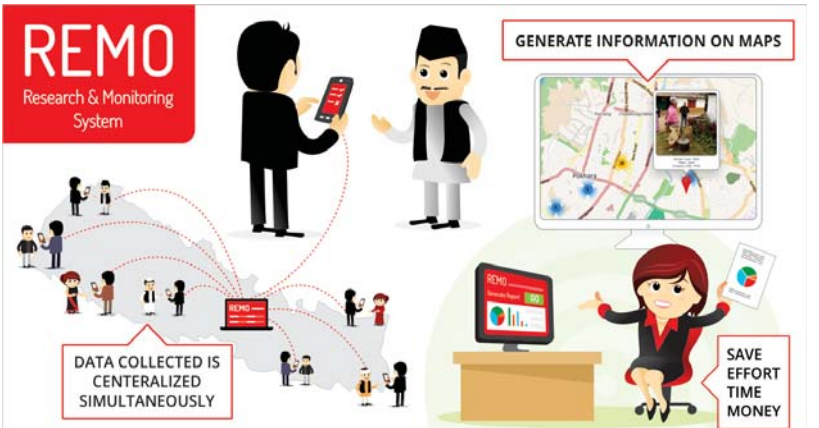 REMO
Research & Monitoring
System
GENERATE INFORMATION ON MAPS
Pokhara
REMO
DATA COLLECTED IS
CENTERALIZED
SIMULTANEOUSLY
REMO
Generate Report GO
SAVE
EFFORT
TIME
MONEY